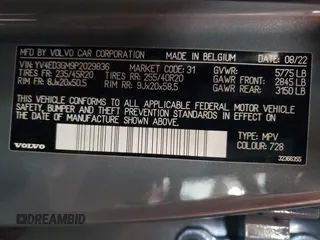 MFD BY VOLVO CAR CORPORATION MADE IN BELGIUM 08/22
VIN: YV4ED3GM9P2029836 MARKET CODE: 31 GVWR: 5775 LB
TIRES FR: 235/45R20 TIRES RR: 255/40R20 GAWR FR: 2845 LB
RIM FR: 8Jx20x50.5 RIM RR: 9Jx20x58.5 GAWR RR: 3150 LB
THIS VEHICLE CONFORMS TO ALL APPLICABLE U.S. FEDERAL MOTOR VEHICLE
SAFETY, BUMPER, AND THEFT PREVENTION STANDARDS IN EFFECT ON THE
DATE OF MANUFACTURE SHOWN ABOVE.
TYPE: MPV
COLOUR: 728
VOLVO
32366355
DREAMBID